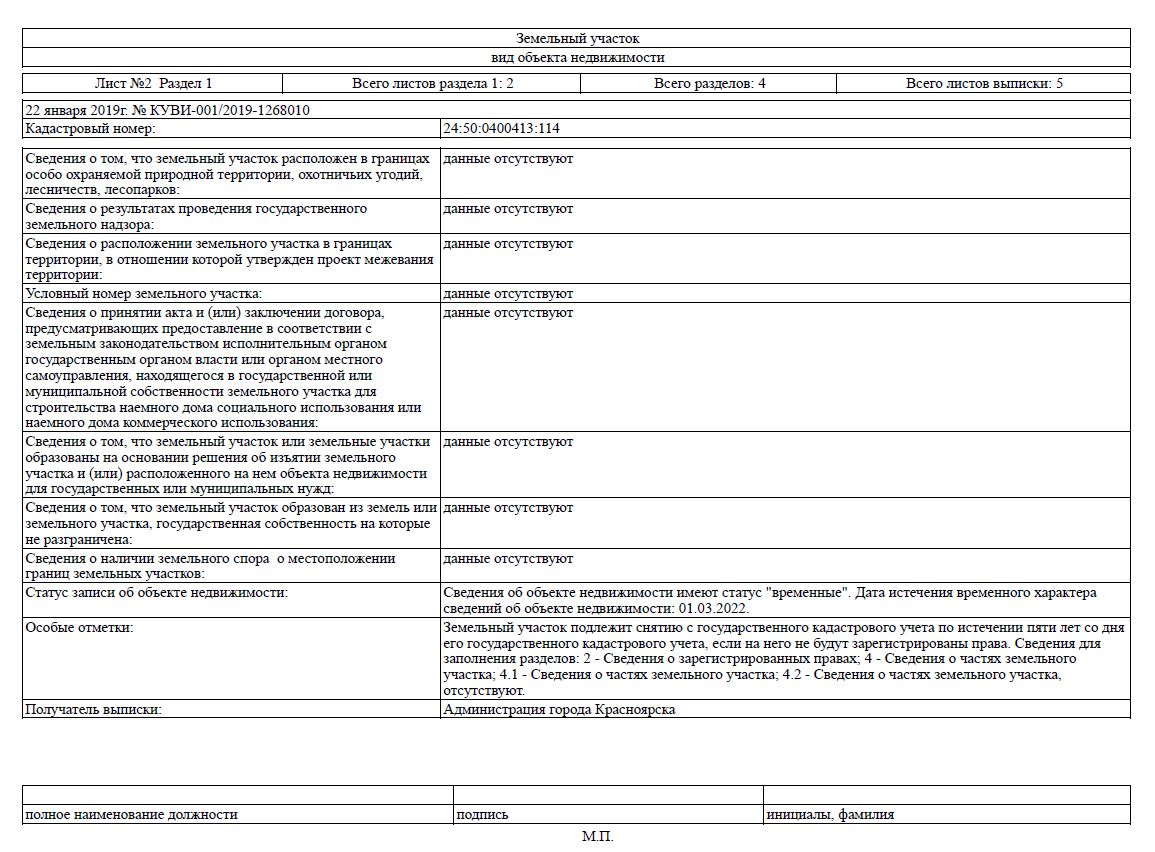 Земельный участок
вид объекта недвижимости
Лист №2 Раздел 1 Всего листов раздела 1: 2 Всего разделов: 4 Всего листов выписки: 5
22 января 2019г. № КУВИ-001/2019-1268010
Кадастровый номер: 24:50:0400413:114
Сведения о том, что земельный участок расположен в границах данные отсутствуют
особо охраняемой природной территории, охотничьих угодий,
лесничеств, лесопарков:
Сведения о результатах проведения государственного данные отсутствуют
земельного надзора:
Сведения о расположении земельного участка в границах данные отсутствуют
территории, в отношении которой утвержден проект межевания
территории:
Условный номер земельного участка: данные отсутствуют
Сведения о принятии акта и (или) заключении договора, данные отсутствуют
предусматривающих предоставление в соответствии с
земельным законодательством исполнительным органом
государственным органом власти или органом местного
самоуправления, находящегося в государственной или
муниципальной собственности земельного участка для
строительства наемного дома социального использования или
наемного дома коммерческого использования:
Сведения о том, что земельный участок или земельные участки данные отсутствуют
образованы на основании решения об изъятии земельного
участка и (или) расположенного на нем объекта недвижимости
для государственных или муниципальных нужд:
Сведения о том, что земельный участок образован из земель или данные отсутствуют
земельного участка, государственная собственность на которые
не разграничена:
Сведения о наличии земельного спора о местоположении данные отсутствуют
границ земельных участков:
Статус записи об объекте недвижимости: Сведения об объекте недвижимости имеют статус "временные". Дата истечения временного характера
сведений об объекте недвижимости: 01.03.2022.
Особые отметки: Земельный участок подлежит снятию с государственного кадастрового учета по истечении пяти лет со дня
его государственного кадастрового учета, если на него не будут зарегистрированы права. Сведения для
заполнения разделов: 2 - Сведения о зарегистрированных правах; 4 - Сведения о частях земельного
участка; 4.1 - Сведения о частях земельного участка; 4.2 - Сведения о частях земельного участка,
отсутствуют.
Получатель выписки: Администрация города Красноярска
полное наименование должности подпись инициалы, фамилия
М.П.